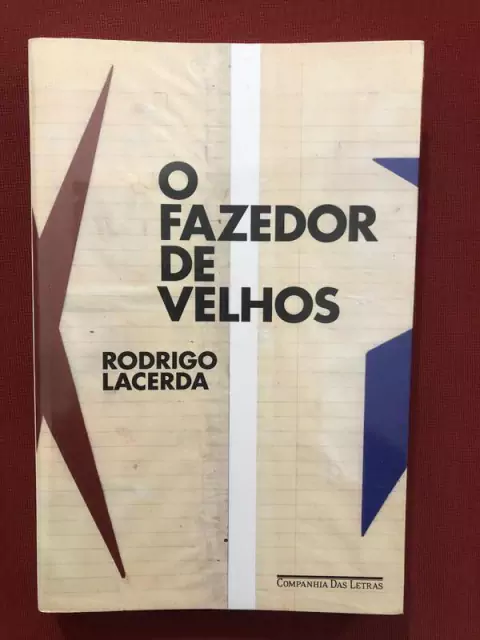 O
FAZEDOR
DE
VELHOS
RODRIGO
LACERDA
COMPANHIA DAS LETRAS